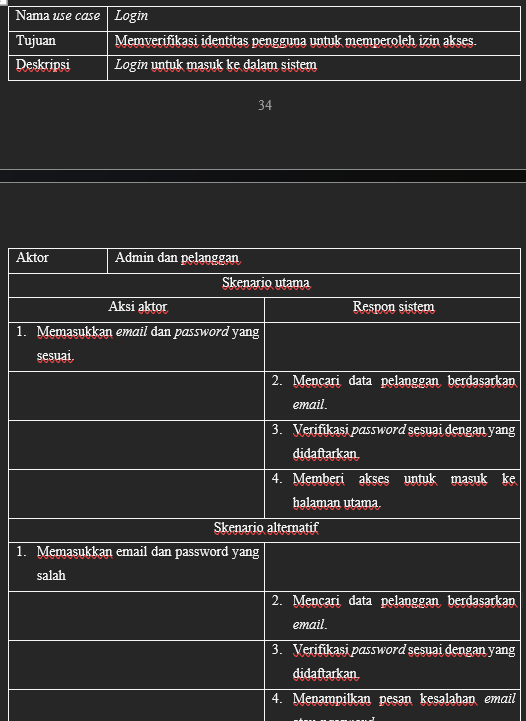 Nama use case Login
Tujuan Memverifikasi identitas pengguna untuk memperoleh izin akses.
Deskripsi Login untuk masuk ke dalam sistem
34
Aktor Admin dan pelanggan
Skenario utama
Aksi aktor Respon sistem
1. Memasukkan email dan password yang
sesuai.
2. Mencari data pelanggan berdasarkan
email.
3. Verifikasi password sesuai dengan yang
didaftarkan.
4. Memberi akses untuk masuk ke
halaman utama.
Skenario alternatif
1. Memasukkan email dan password yang
salah
2. Mencari data pelanggan berdasarkan
email.
3. Verifikasi password sesuai dengan yang
didaftarkan.
4. Menampilkan pesan kesalahan email
atau password